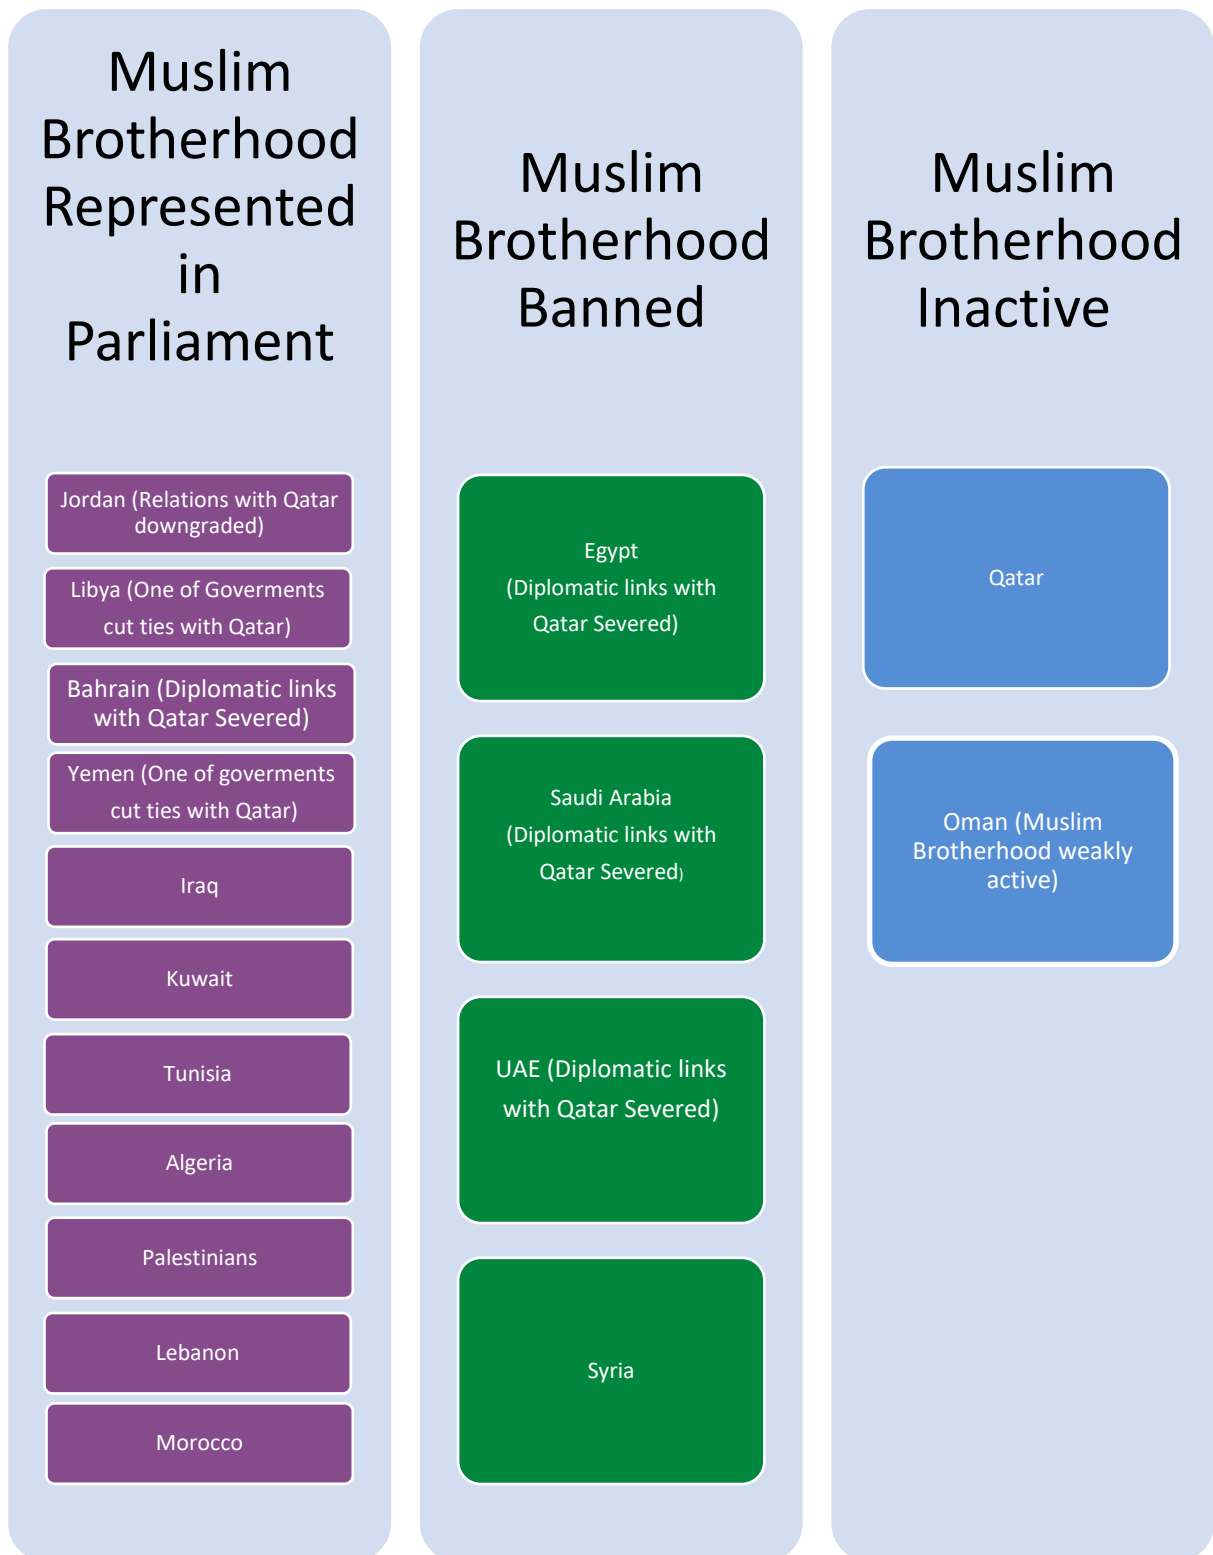 Muslim
Brotherhood
Represented
in
Parliament
Jordan (Relations with Qatar
downgraded)
Libya (One of Goverments
cut ties with Qatar)
Bahrain (Diplomatic links
with Qatar Severed)
Yemen (One of goverments
cut ties with Qatar)
Iraq
Kuwait
Tunisia
Algeria
Palestinians
Lebanon
Morocco
Muslim
Brotherhood
Banned
Egypt
(Diplomatic links with
Qatar Severed)
Saudi Arabia
(Diplomatic links with
Qatar Severed)
UAE (Diplomatic links
with Qatar Severed)
Syria
Muslim
Brotherhood
Inactive
Qatar
Oman (Muslim
Brotherhood weakly
active)